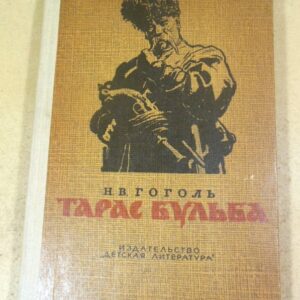 Н.В.ГОГОЛЬ
ТАРАС БУЛЬБА
ИЗДАТЕЛЬСТВО
„ДЕТСКАЯ ЛИТЕРАТУРА"